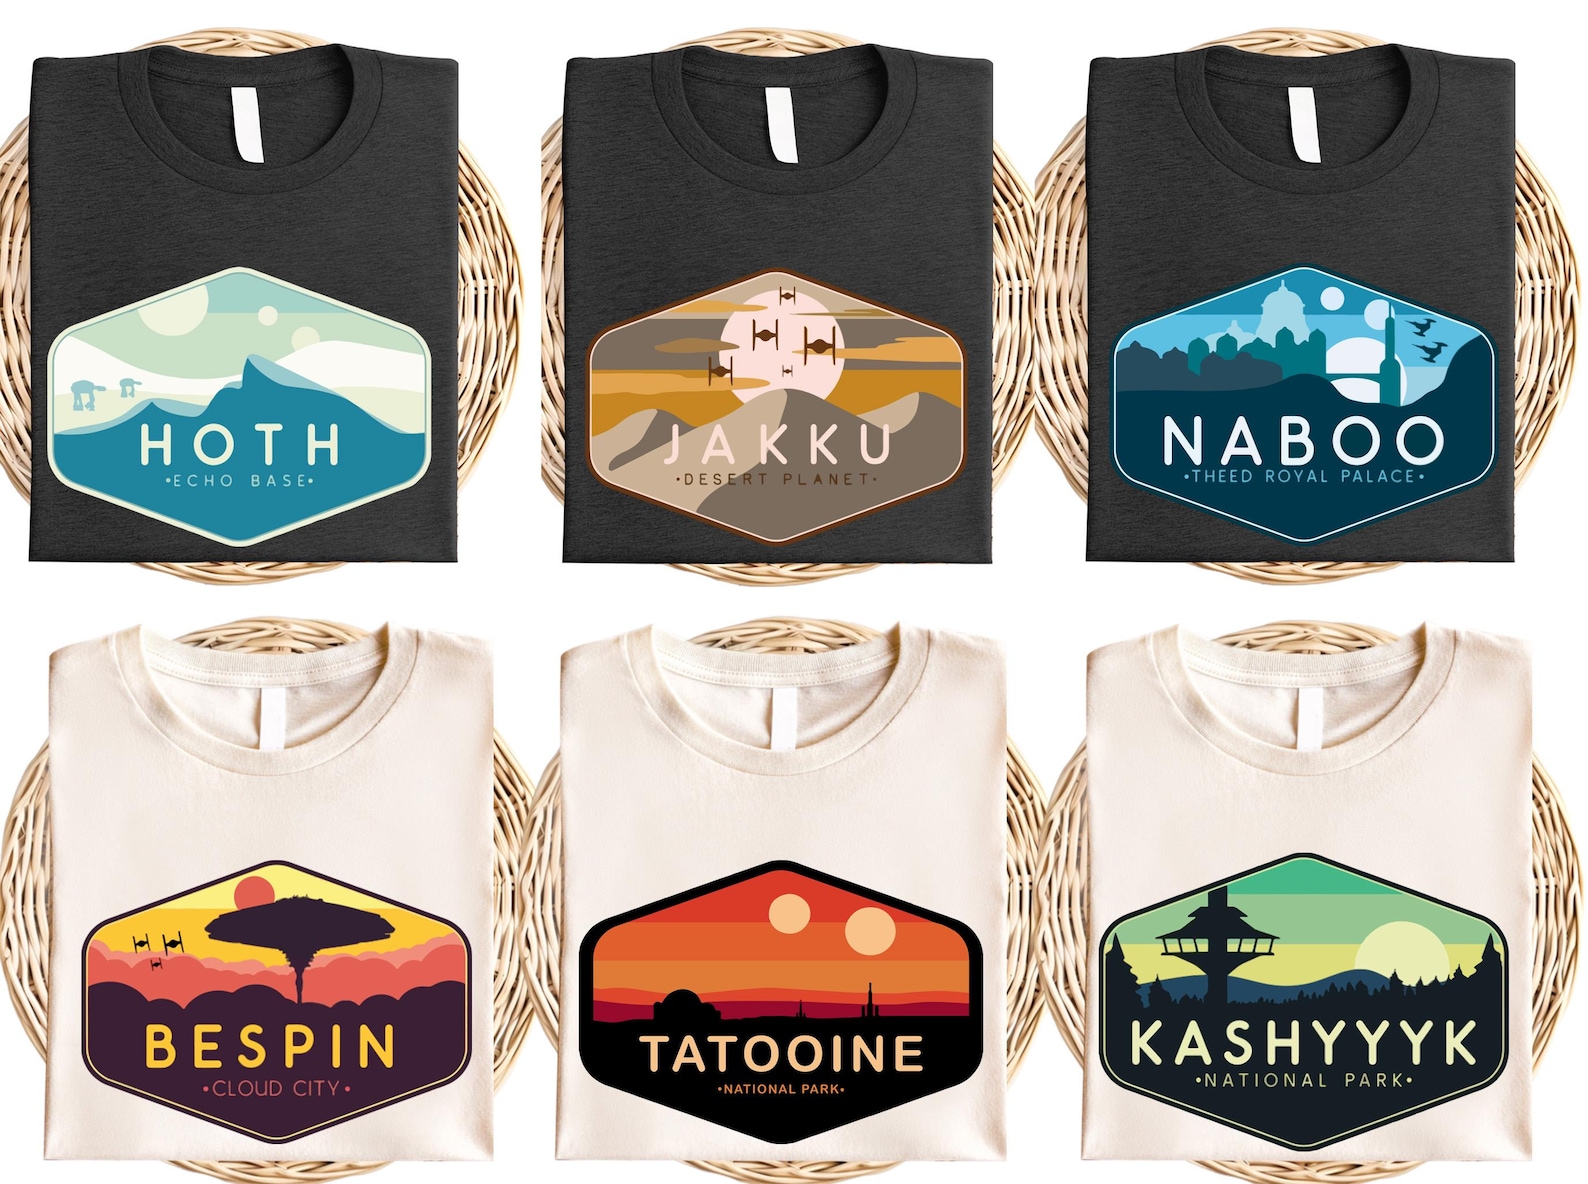 HOTH
•ECHO BASE•
JAKKU
•DESERT PLANET•
NABOO
•THEED ROYAL PALACE•
BESPIN
•CLOUD CITY•
TATOOINE
•NATIONAL PARK•
KASHYYYK
•NATIONAL PARK•